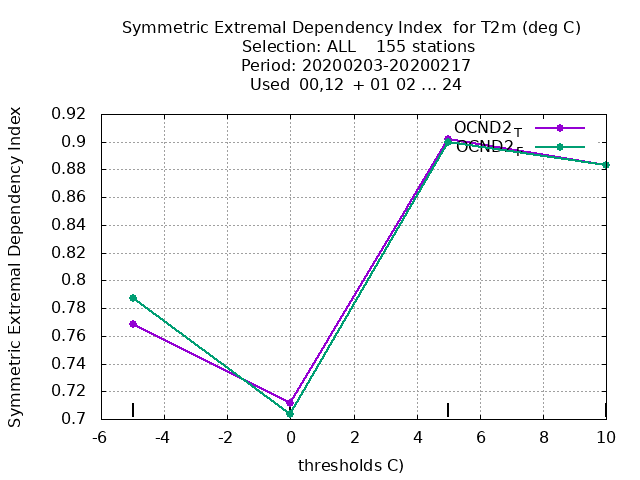 Symmetric Extremal Dependency Index  for T2m (deg C)
Selection: ALL    155 stations
Period: 20200203-20200217
Used  00,12  + 01 02 ... 24
Symmetric Extremal Dependency Index
0.92
0.9
0.88
0.86
0.84
0.82
0.8
0.78
0.76
0.74
0.72
0.7
OCND2T
OCND2F
-6 -4 -2 0 2 4 6 8 10
thresholds C)